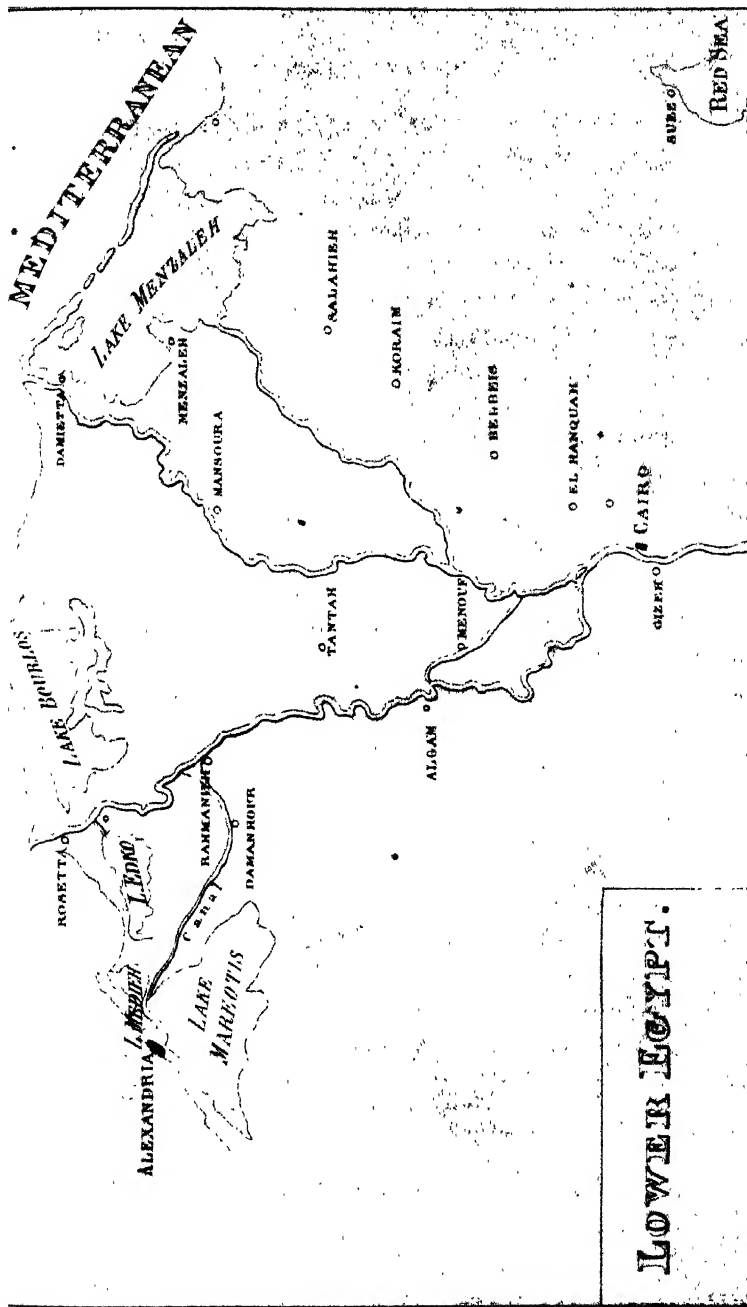 MEDITERRANEAN
DAMIETTA
LAKE MENZALEH
MENZALEH
MANSOURA
SALAHIEH
KORAIM
BELBEIS
EL HANQUAH
SUEZ
RED SEA
CAIRO
GIZEH
MENOUF
TANTAH
ALGAM
LAKE BOURLOS
ROSETTA
L. EDKO
RAHMANIEH
DAMANHOUR
Canal
L. MEDIEH
ALEXANDRIA
LAKE
MAREOTIS
LOWER EGYPT.